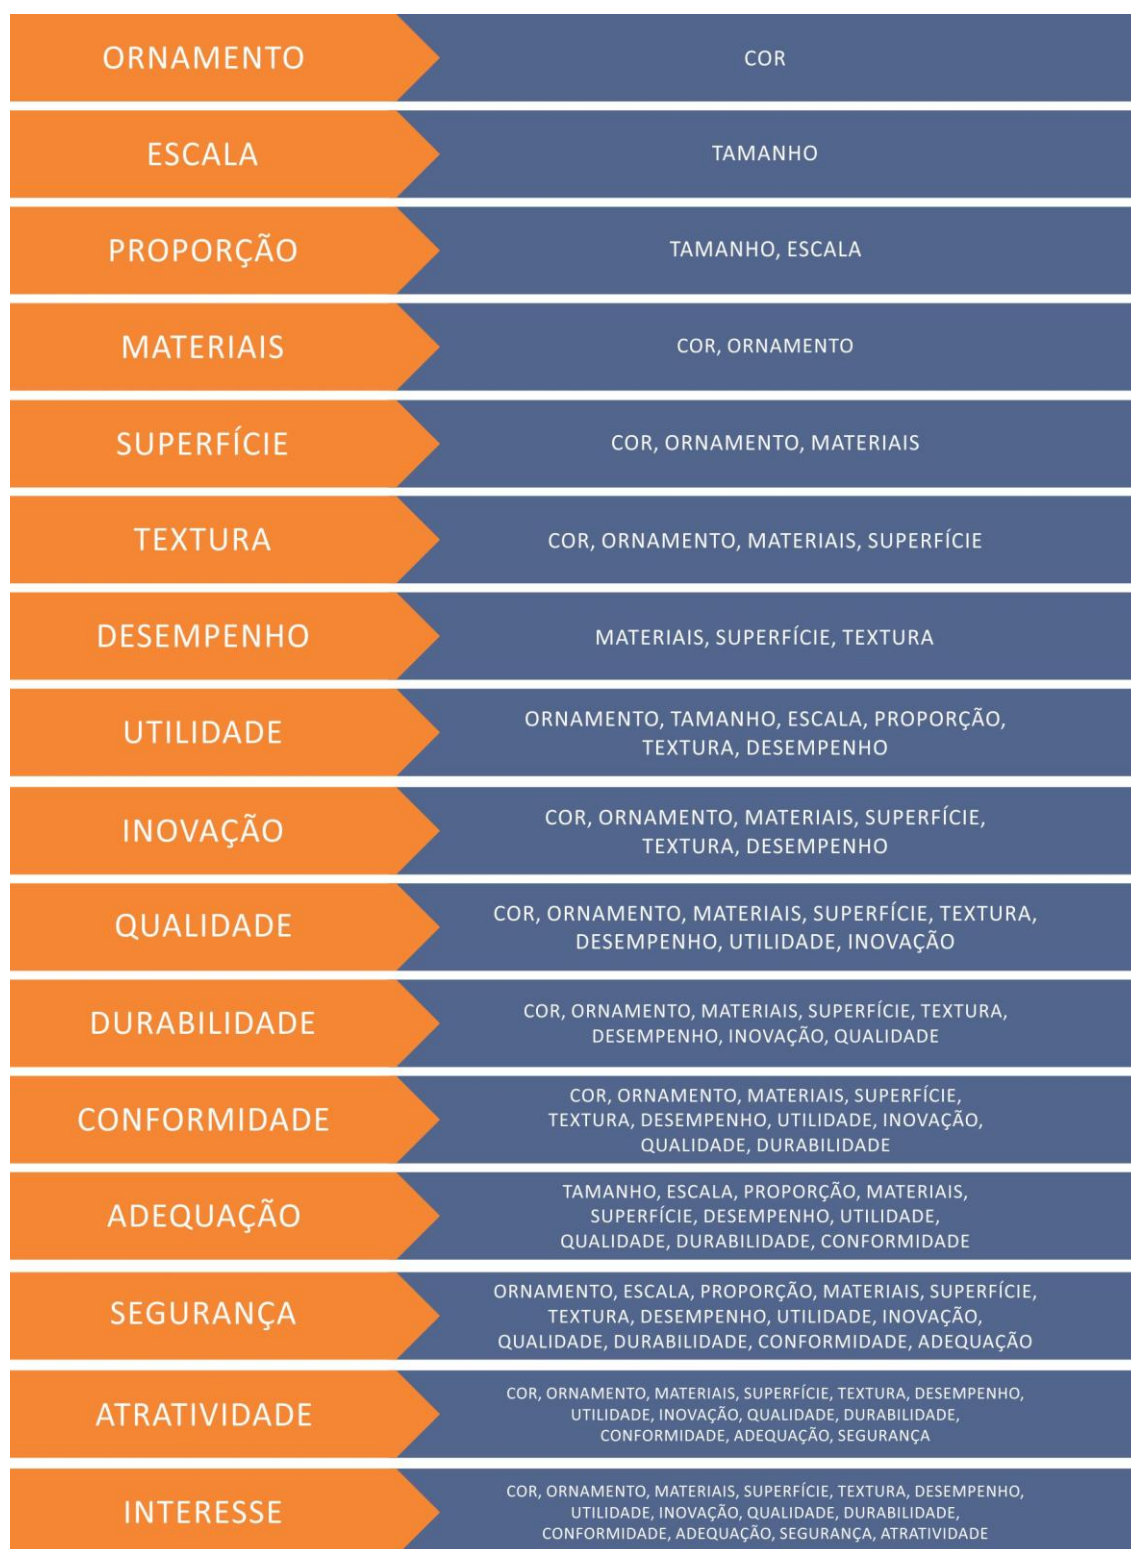 ORNAMENTO
COR
ESCALA
TAMANHO
PROPORÇÃO
TAMANHO, ESCALA
MATERIAIS
COR, ORNAMENTO
SUPERFÍCIE
COR, ORNAMENTO, MATERIAIS
TEXTURA
COR, ORNAMENTO, MATERIAIS, SUPERFÍCIE
DESEMPENHO
MATERIAIS, SUPERFÍCIE, TEXTURA
UTILIDADE
ORNAMENTO, TAMANHO, ESCALA, PROPORÇÃO,
TEXTURA, DESEMPENHO
INOVAÇÃO
COR, ORNAMENTO, MATERIAIS, SUPERFÍCIE,
TEXTURA, DESEMPENHO
QUALIDADE
COR, ORNAMENTO, MATERIAIS, SUPERFÍCIE, TEXTURA,
DESEMPENHO, UTILIDADE, INOVAÇÃO
DURABILIDADE
COR, ORNAMENTO, MATERIAIS, SUPERFÍCIE, TEXTURA,
DESEMPENHO, INOVAÇÃO, QUALIDADE
CONFORMIDADE
COR, ORNAMENTO, MATERIAIS, SUPERFÍCIE,
TEXTURA, DESEMPENHO, UTILIDADE, INOVAÇÃO,
QUALIDADE, DURABILIDADE
ADEQUAÇÃO
TAMANHO, ESCALA, PROPORÇÃO, MATERIAIS,
SUPERFÍCIE, DESEMPENHO, UTILIDADE,
QUALIDADE, DURABILIDADE, CONFORMIDADE
SEGURANÇA
ORNAMENTO, ESCALA, PROPORÇÃO, MATERIAIS, SUPERFÍCIE,
TEXTURA, DESEMPENHO, UTILIDADE, INOVAÇÃO,
QUALIDADE, DURABILIDADE, CONFORMIDADE, ADEQUAÇÃO
ATRATIVIDADE
COR, ORNAMENTO, MATERIAIS, SUPERFÍCIE, TEXTURA, DESEMPENHO,
UTILIDADE, INOVAÇÃO, QUALIDADE, DURABILIDADE,
CONFORMIDADE, ADEQUAÇÃO, SEGURANÇA
INTERESSE
COR, ORNAMENTO, MATERIAIS, SUPERFÍCIE, TEXTURA, DESEMPENHO,
UTILIDADE, INOVAÇÃO, QUALIDADE, DURABILIDADE,
CONFORMIDADE, ADEQUAÇÃO, SEGURANÇA, ATRATIVIDADE